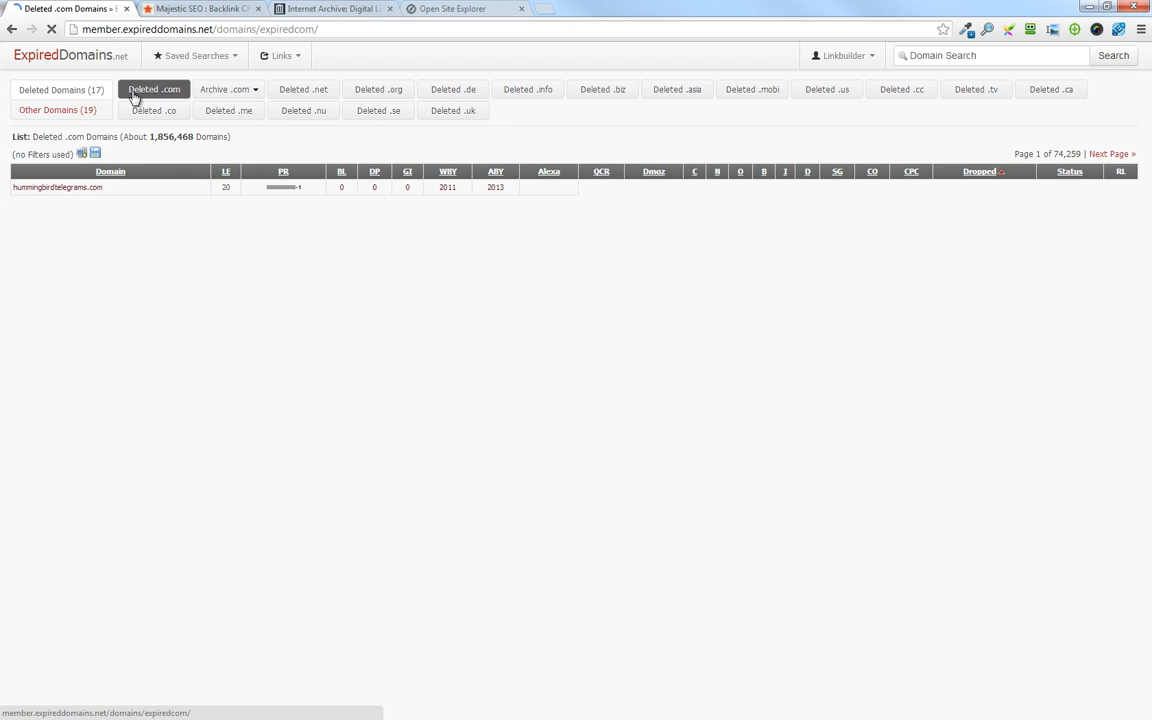 Deleted .com Domains » E Majestic SEO : Backlink Ch Internet Archive: Digital Li Open Site Explorer
member.expireddomains.net/domains/expiredcom/
ExpiredDomains.net Saved Searches Links Linkbuilder Domain Search Search
Deleted Domains (17) Deleted .com Archive .com Deleted .net Deleted .org Deleted .de Deleted .info Deleted .biz Deleted .asia Deleted .mobi Deleted .us Deleted .cc Deleted .tv Deleted .ca
Other Domains (19) Deleted .co Deleted .me Deleted .nu Deleted .se Deleted .uk
List: Deleted .com Domains (About 1,856,468 Domains)
(no Filters used) Page 1 of 74,259 | Next Page »
Domain LE PR BL DP GI WBY ABY Alexa QCR Dmoz C N O B I D SG CO CPC Dropped Status RL
hummingbirdtelegrams.com 20 -1 0 0 0 2011 2013
member.expireddomains.net/domains/expiredcom/